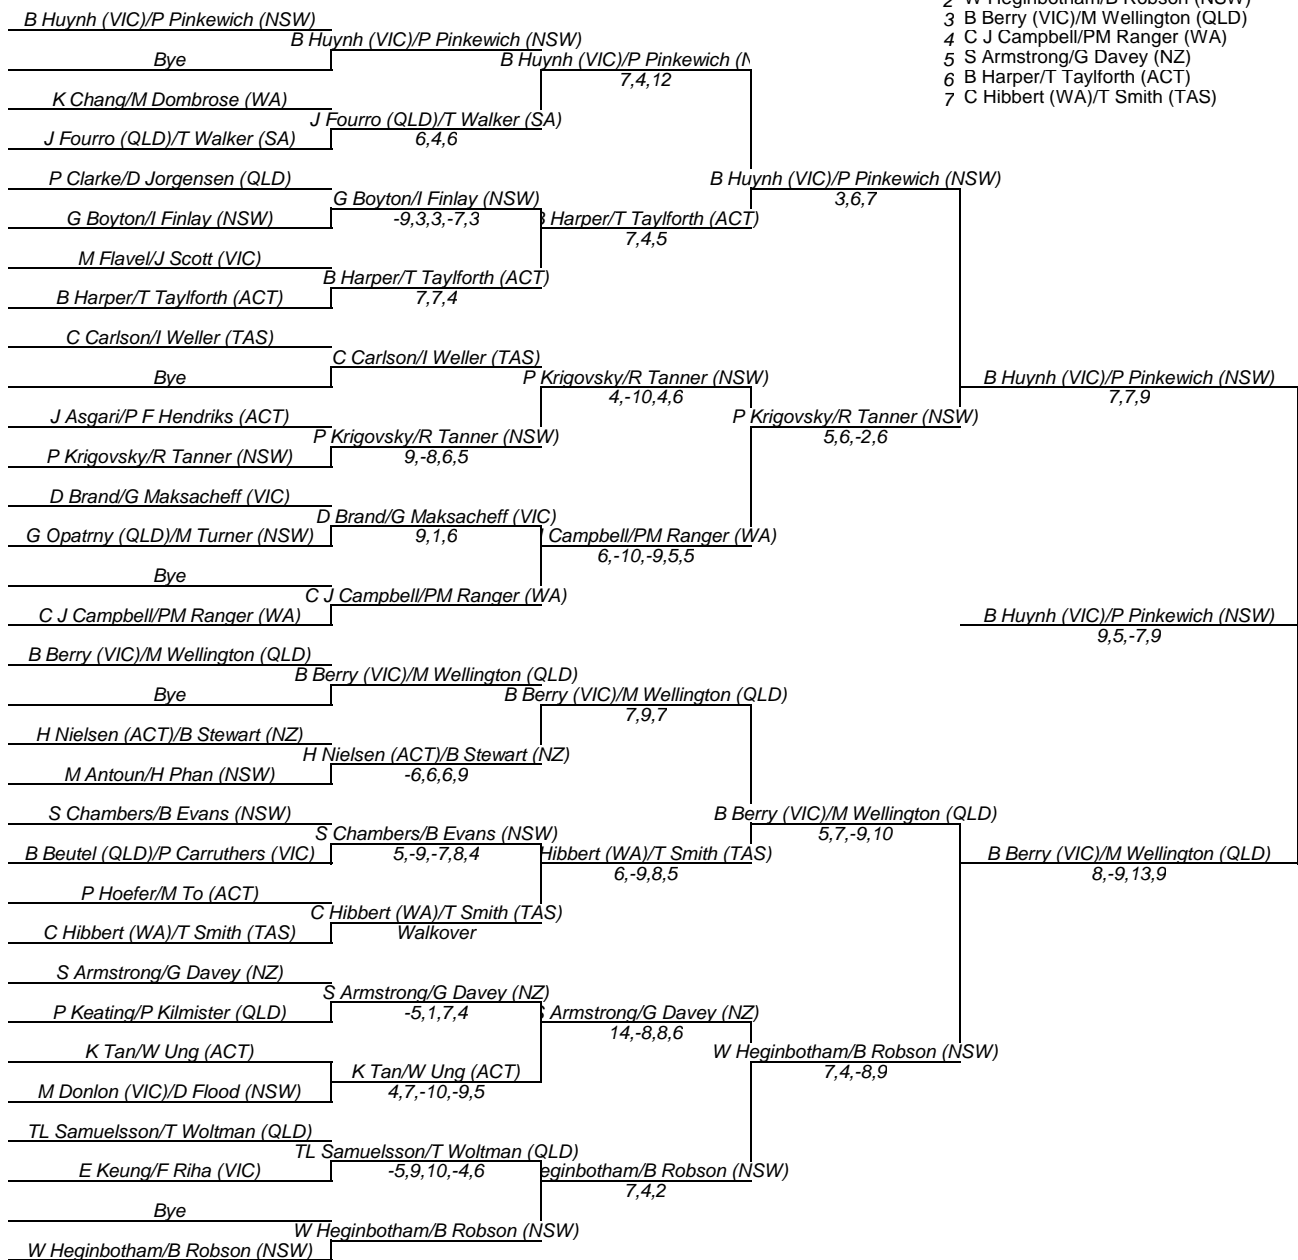 2 W Heginbotham/B Robson (NSW)
3 B Berry (VIC)/M Wellington (QLD)
4 C J Campbell/PM Ranger (WA)
5 S Armstrong/G Davey (NZ)
6 B Harper/T Taylforth (ACT)
7 C Hibbert (WA)/T Smith (TAS)
B Huynh (VIC)/P Pinkewich (NSW)
Bye
K Chang/M Dombrose (WA)
J Fourro (QLD)/T Walker (SA)
P Clarke/D Jorgensen (QLD)
G Boyton/I Finlay (NSW)
M Flavel/J Scott (VIC)
B Harper/T Taylforth (ACT)
C Carlson/I Weller (TAS)
Bye
J Asgari/P F Hendriks (ACT)
P Krigovsky/R Tanner (NSW)
D Brand/G Maksacheff (VIC)
G Opatrny (QLD)/M Turner (NSW)
Bye
C J Campbell/PM Ranger (WA)
B Berry (VIC)/M Wellington (QLD)
Bye
H Nielsen (ACT)/B Stewart (NZ)
M Antoun/H Phan (NSW)
S Chambers/B Evans (NSW)
B Beutel (QLD)/P Carruthers (VIC)
P Hoefer/M To (ACT)
C Hibbert (WA)/T Smith (TAS)
S Armstrong/G Davey (NZ)
P Keating/P Kilmister (QLD)
K Tan/W Ung (ACT)
M Donlon (VIC)/D Flood (NSW)
TL Samuelsson/T Woltman (QLD)
E Keung/F Riha (VIC)
Bye
W Heginbotham/B Robson (NSW)
B Huynh (VIC)/P Pinkewich (NSW)
J Fourro (QLD)/T Walker (SA)
6,4,6
G Boyton/I Finlay (NSW)
-9,3,3,-7,3
B Harper/T Taylforth (ACT)
7,7,4
C Carlson/I Weller (TAS)
P Krigovsky/R Tanner (NSW)
9,-8,6,5
D Brand/G Maksacheff (VIC)
9,1,6
C J Campbell/PM Ranger (WA)
B Berry (VIC)/M Wellington (QLD)
H Nielsen (ACT)/B Stewart (NZ)
-6,6,6,9
S Chambers/B Evans (NSW)
5,-9,-7,8,4
C Hibbert (WA)/T Smith (TAS)
Walkover
S Armstrong/G Davey (NZ)
-5,1,7,4
K Tan/W Ung (ACT)
4,7,-10,-9,5
TL Samuelsson/T Woltman (QLD)
-5,9,10,-4,6
W Heginbotham/B Robson (NSW)
B Huynh (VIC)/P Pinkewich (N
7,4,12
Harper/T Taylforth (ACT)
7,4,5
P Krigovsky/R Tanner (NSW)
4,-10,4,6
Campbell/PM Ranger (WA)
6,-10,-9,5,5
B Berry (VIC)/M Wellington (QLD)
7,9,7
Hibbert (WA)/T Smith (TAS)
6,-9,8,5
Armstrong/G Davey (NZ)
14,-8,8,6
eginbotham/B Robson (NSW)
7,4,2
B Huynh (VIC)/P Pinkewich (NSW)
3,6,7
P Krigovsky/R Tanner (NSW)
5,6,-2,6
B Berry (VIC)/M Wellington (QLD)
5,7,-9,10
W Heginbotham/B Robson (NSW)
7,4,-8,9
B Huynh (VIC)/P Pinkewich (NSW)
7,7,9
B Berry (VIC)/M Wellington (QLD)
8,-9,13,9
B Huynh (VIC)/P Pinkewich (NSW)
9,5,-7,9